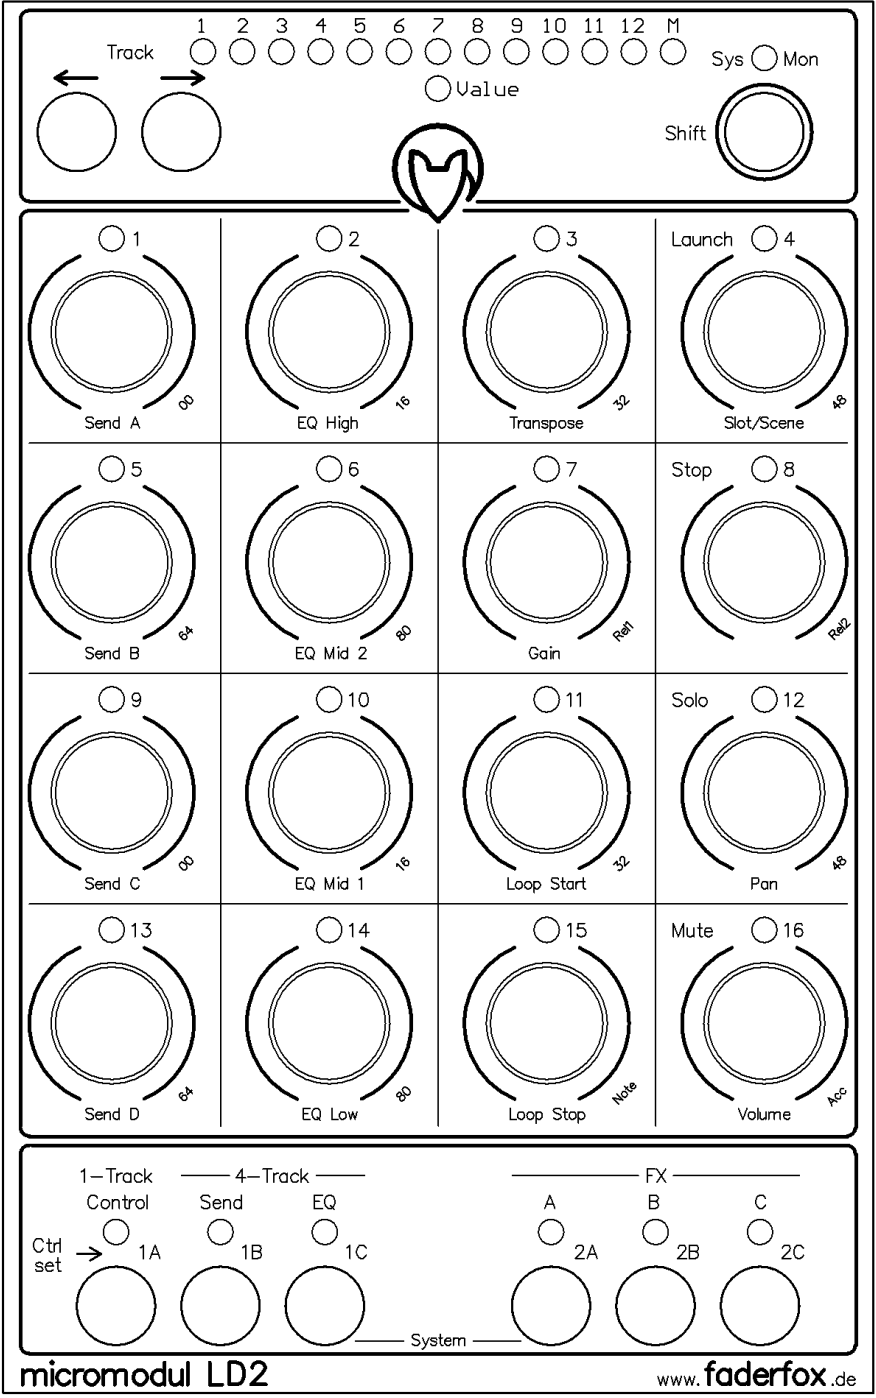 1 2 3 4 5 6 7 8 9 10 11 12 M
Track
Sys Mon
Value
Shift
1 2 3 Launch 4
00 16 32 48
Send A EQ High Transpose Slot/Scene
5 6 7 Stop 8
64 80 Rel1 Rel2
Send B EQ Mid 2 Gain
9 10 11 Solo 12
00 16 32 48
Send C EQ Mid 1 Loop Start Pan
13 14 15 Mute 16
64 80 Note Acc
Send D EQ Low Loop Stop Volume
1-Track 4-Track FX
Control Send EQ A B C
Ctrl
set
1A 1B 1C 2A 2B 2C
System
micromodul LD2 www.faderfox.de